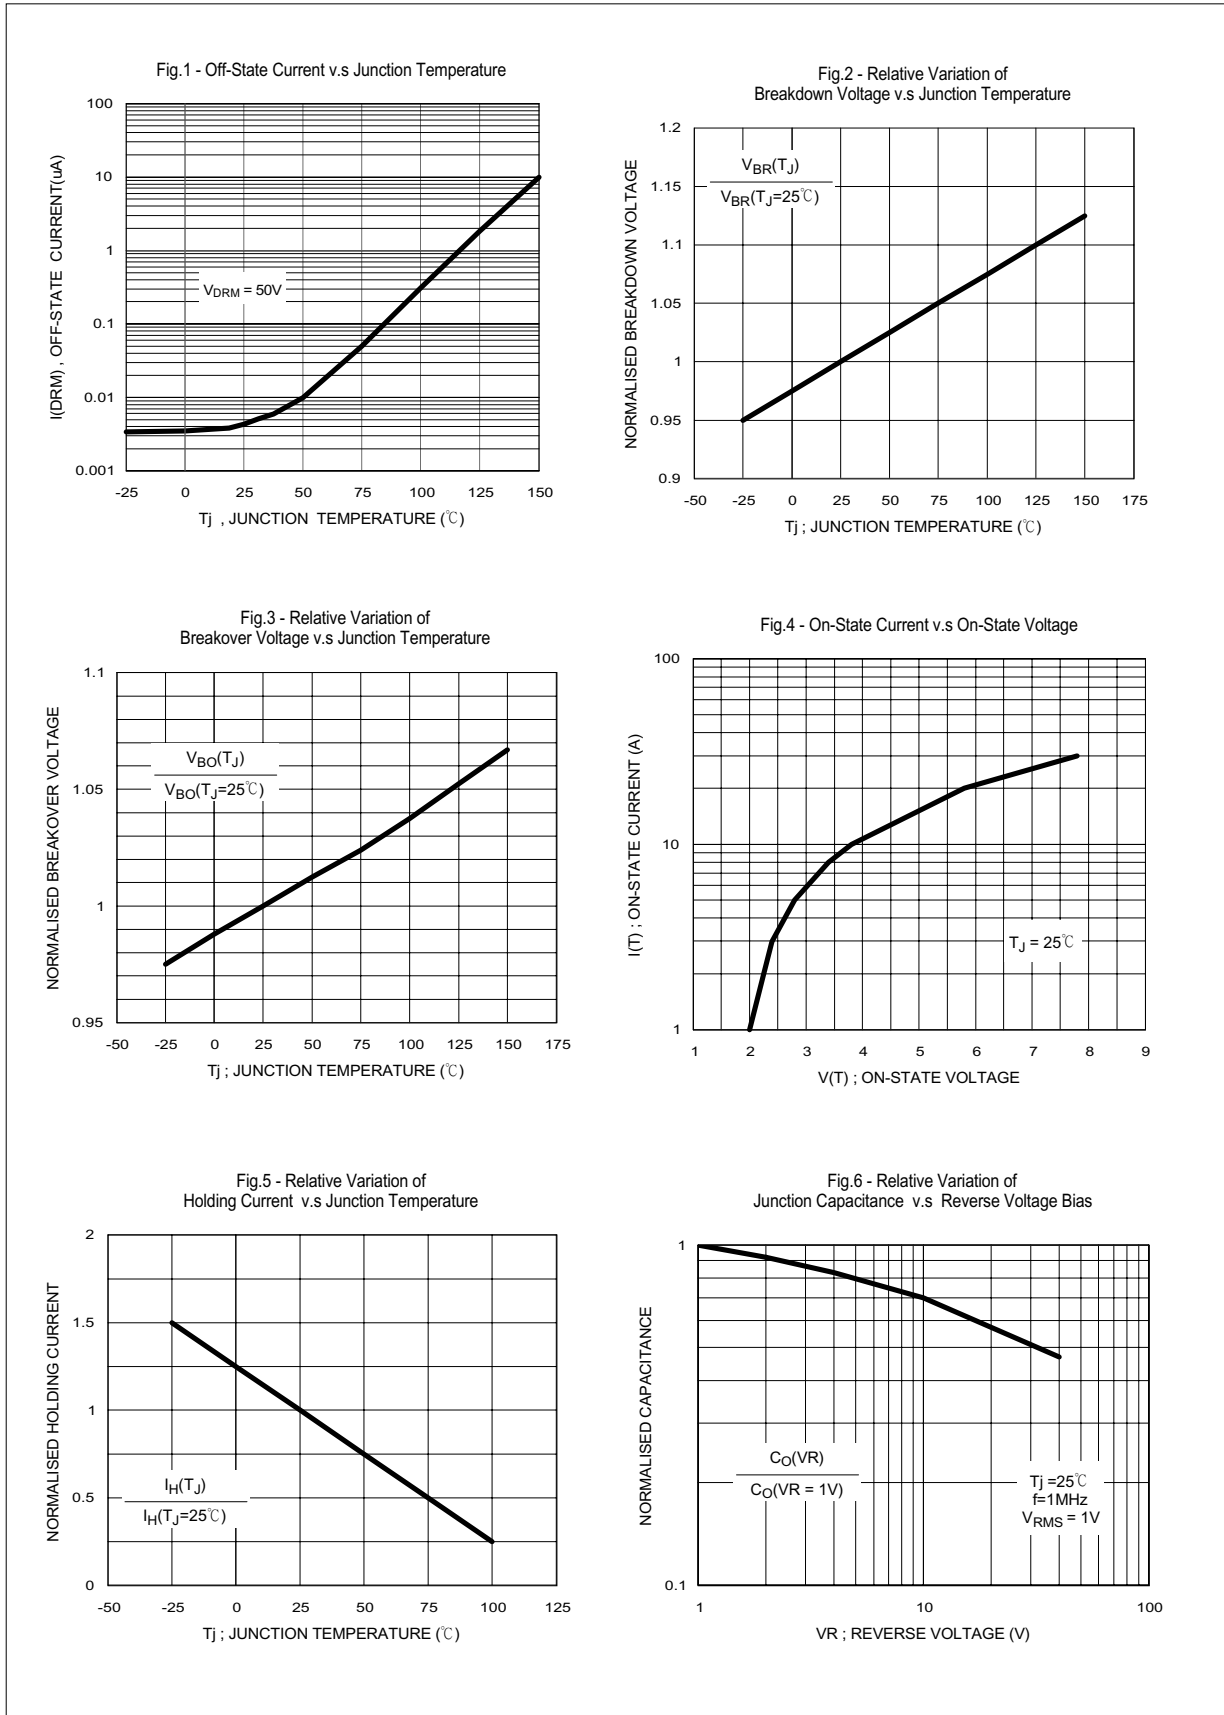 Fig.1 - Off-State Current v.s Junction Temperature
I(DRM) , OFF-STATE CURRENT(uA)
100
10
1
0.1
0.01
0.001
VDRM = 50V
-25 0 25 50 75 100 125 150
Tj , JUNCTION TEMPERATURE (℃)
Fig.2 - Relative Variation of
Breakdown Voltage v.s Junction Temperature
NORMALISED BREAKDOWN VOLTAGE
1.2
1.15
1.1
1.05
1
0.95
0.9
VBR(TJ)
VBR(TJ=25℃)
-50 -25 0 25 50 75 100 125 150 175
Tj ; JUNCTION TEMPERATURE (℃)
Fig.3 - Relative Variation of
Breakover Voltage v.s Junction Temperature
NORMALISED BREAKOVER VOLTAGE
1.1
1.05
1
0.95
VBO(TJ)
VBO(TJ=25℃)
-50 -25 0 25 50 75 100 125 150 175
Tj ; JUNCTION TEMPERATURE (℃)
Fig.4 - On-State Current v.s On-State Voltage
I(T) ; ON-STATE CURRENT (A)
100
10
1
TJ = 25℃
1 2 3 4 5 6 7 8 9
V(T) ; ON-STATE VOLTAGE
Fig.5 - Relative Variation of
Holding Current v.s Junction Temperature
NORMALISED HOLDING CURRENT
2
1.5
1
0.5
0
IH(TJ)
IH(TJ=25℃)
-50 -25 0 25 50 75 100 125
Tj ; JUNCTION TEMPERATURE (℃)
Fig.6 - Relative Variation of
Junction Capacitance v.s Reverse Voltage Bias
NORMALISED CAPACITANCE
1
0.1
CO(VR)
CO(VR = 1V)
Tj =25℃
f=1MHz
VRMS = 1V
1 10 100
VR ; REVERSE VOLTAGE (V)